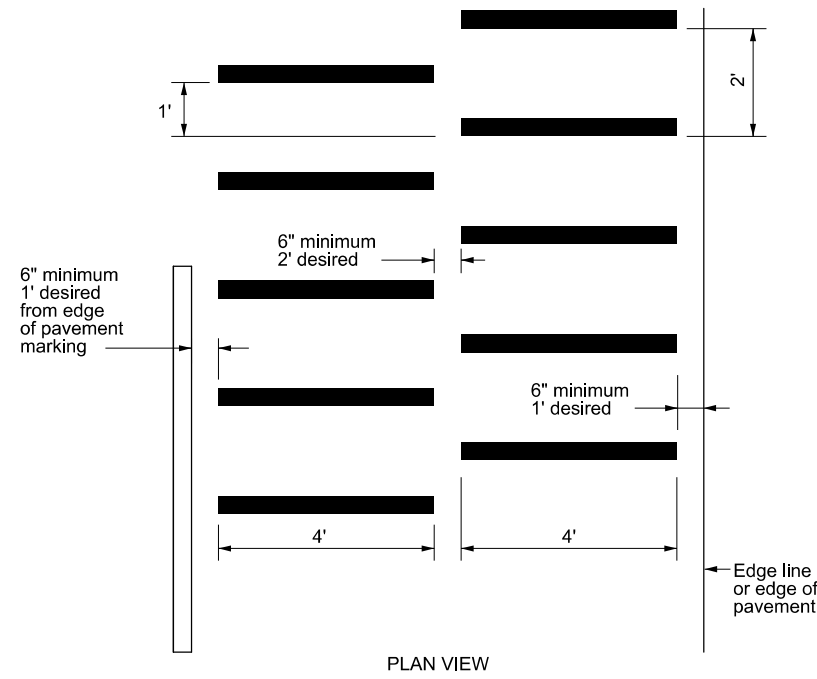 2'
1'
6" minimum
2' desired
6" minimum
1' desired
from edge
of pavement
marking
6" minimum
1' desired
4'
4'
Edge line
or edge of
pavement
PLAN VIEW